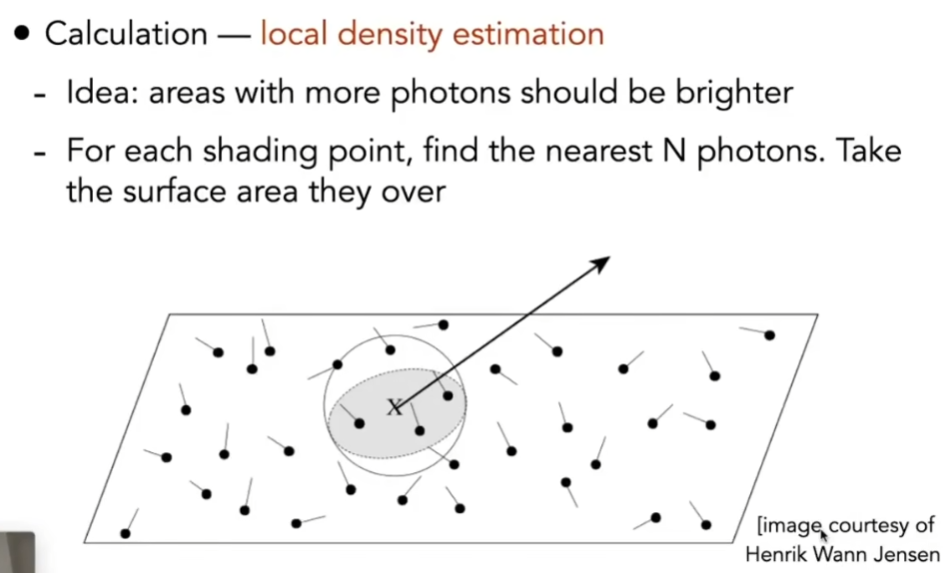 ● Calculation — local density estimation
- Idea: areas with more photons should be brighter
- For each shading point, find the nearest N photons. Take
the surface area they over
X
[image courtesy of
Henrik Wann Jensen